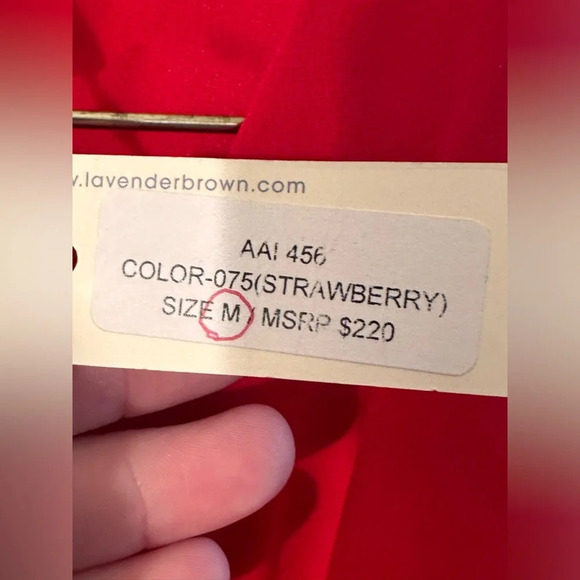 .lavenderbrown.com
AAI 456
COLOR-075(STRAWBERRY)
SIZE M / MSRP $220